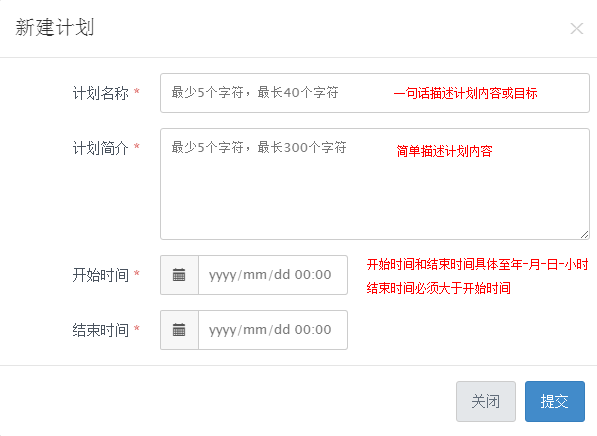 新建计划 ×
计划名称 * 最少5个字符，最长40个字符 一句话描述计划内容或目标
计划简介 * 最少5个字符，最长300个字符 简单描述计划内容
开始时间 * yyyy/mm/dd 00:00 开始时间和结束时间具体至年-月-日-小时
结束时间必须大于开始时间
结束时间 * yyyy/mm/dd 00:00
关闭 提交